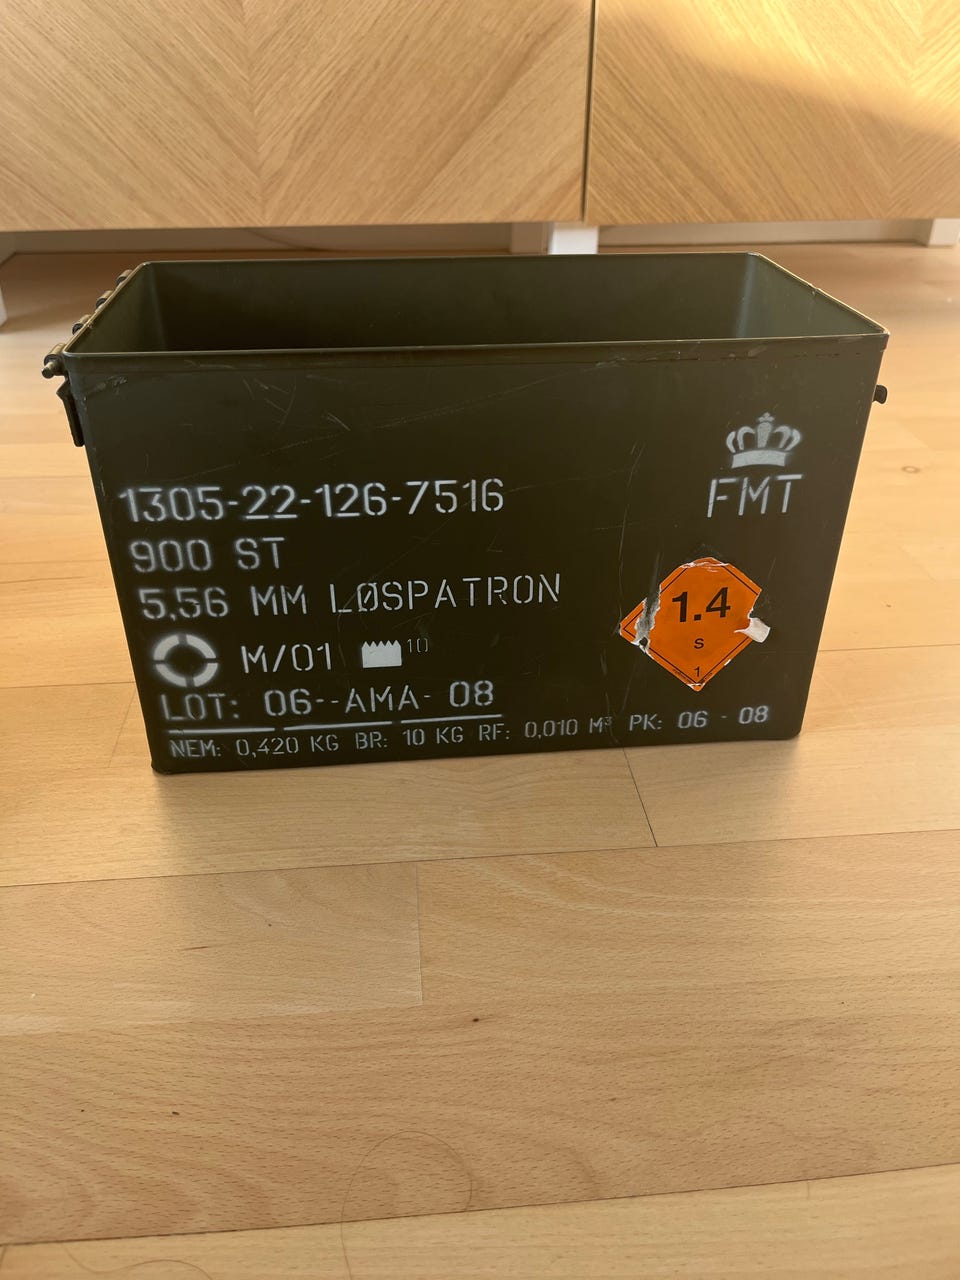 1305-22-126-7516
900 ST
5,56 MM LØSPATRON
M/01 10
LOT: 06--AMA- 08
NEM: 0,420 KG BR: 10 KG RF: 0,010 M³ PK: 06 - 08
FMT
1.4
S
1